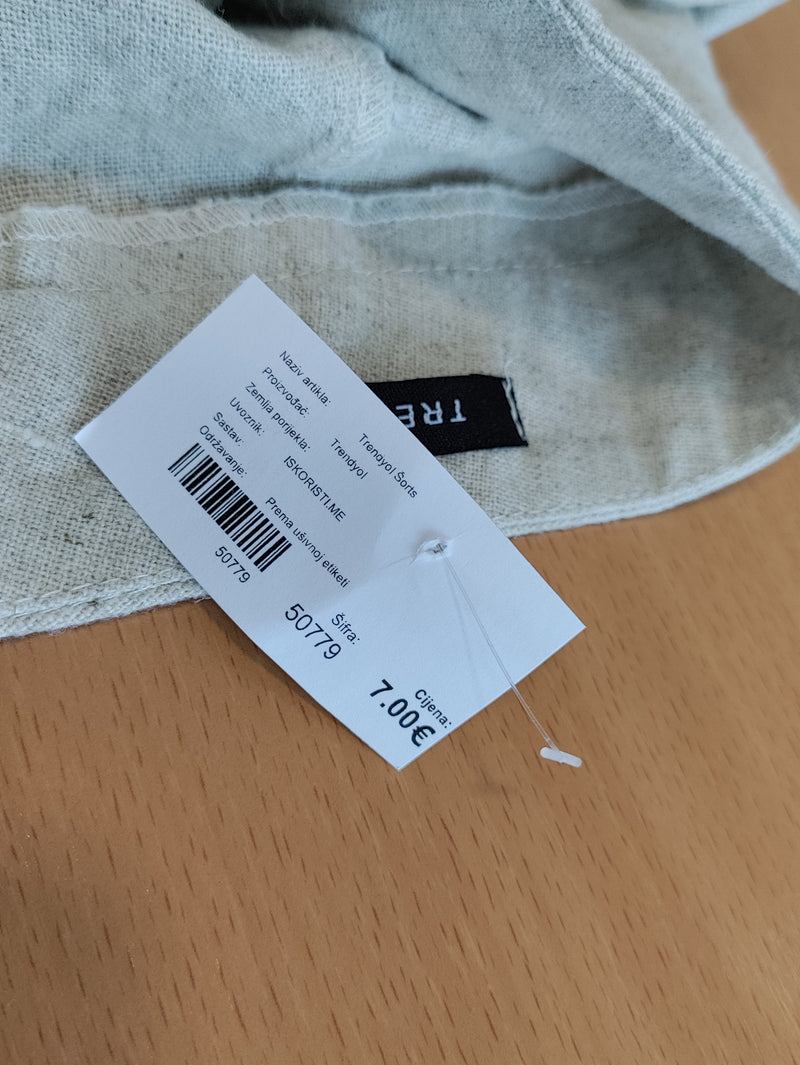 Naziv artikla: Trendyol Šorts
Proizvođač: Trendyol
Zemlja porijekla:
Uvoznik: ISKORISTI.ME
Sastav:
Održavanje: Prema ušivnoj etiketi
50779
Šifra:
50779
Cijena:
7.00€
TRE